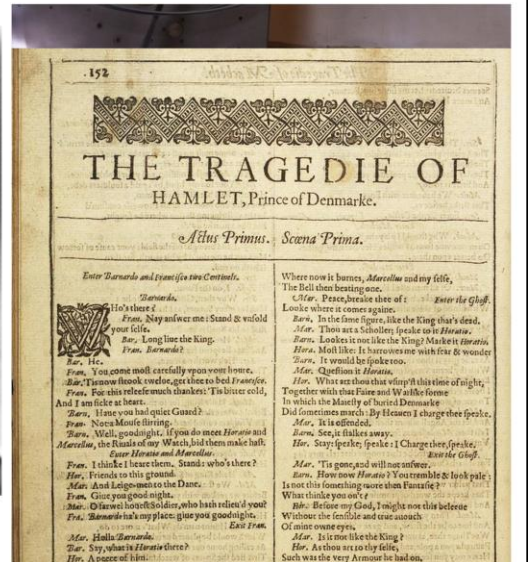 152
THE TRAGEDIE OF
HAMLET, Prince of Denmarke.
Actus Primus. Scœna Prima.
Enter Barnardo and Francisco two Centinels.
Barnardo.
WHo's there?
Fran. Nay answer me: Stand & vnfold
your selfe.
Bar. Long liue the King.
Fran. Barnardo?
Bar. He.
Fran. You come most carefully vpon your houre.
Bar. 'Tis now strook twelue, get thee to bed Francisco.
Fran. For this releefe much thankes: 'Tis bitter cold,
And I am sicke at heart.
Barn. Haue you had quiet Guard?
Fran. Not a Mouse stirring.
Barn. Well, goodnight. If you do meet Horatio and
Marcellus, the Riuals of my Watch, bid them make hast.
Enter Horatio and Marcellus.
Fran. I thinke I heare them. Stand: who's there?
Hor. Friends to this ground.
Mar. And Leige-men to the Dane.
Fran. Giue you good night.
Mar. O farwel honest Soldier, who hath relieu'd you?
Fra. Barnardo ha's my place: giue you goodnight.
Exit Fran.
Mar. Holla Barnardo.
Bar. Say, what is Horatio there?
Hor. A peece of him.
Where now it burnes, Marcellus and my selfe,
The Bell then beating one.
Mar. Peace, breake thee of: Enter the Ghost.
Looke where it comes againe.
Barn. In the same figure, like the King that's dead.
Mar. Thou art a Scholler; speake to it Horatio.
Barn. Lookes it not like the King? Marke it Horatio.
Hora. Most like: It harrowes me with fear & wonder
Barn. It would be spoke too.
Mar. Question it Horatio.
Hor. What art thou that vsurp'st this time of night,
Together with that Faire and Warlike forme
In which the Maiesty of buried Denmarke
Did sometimes march: By Heauen I charge thee speake.
Mar. It is offended.
Barn. See, it stalkes away.
Hor. Stay: speake; speake: I Charge thee, speake.
Exit the Ghost.
Mar. 'Tis gone, and will not answer.
Barn. How now Horatio? You tremble & look pale:
Is not this something more then Fantasie?
What thinke you on't?
Hor. Before my God, I might not this beleeue
Without the sensible and true auouch
Of mine owne eyes.
Mar. Is it not like the King?
Hor. As thou art to thy selfe,
Such was the very Armour he had on,